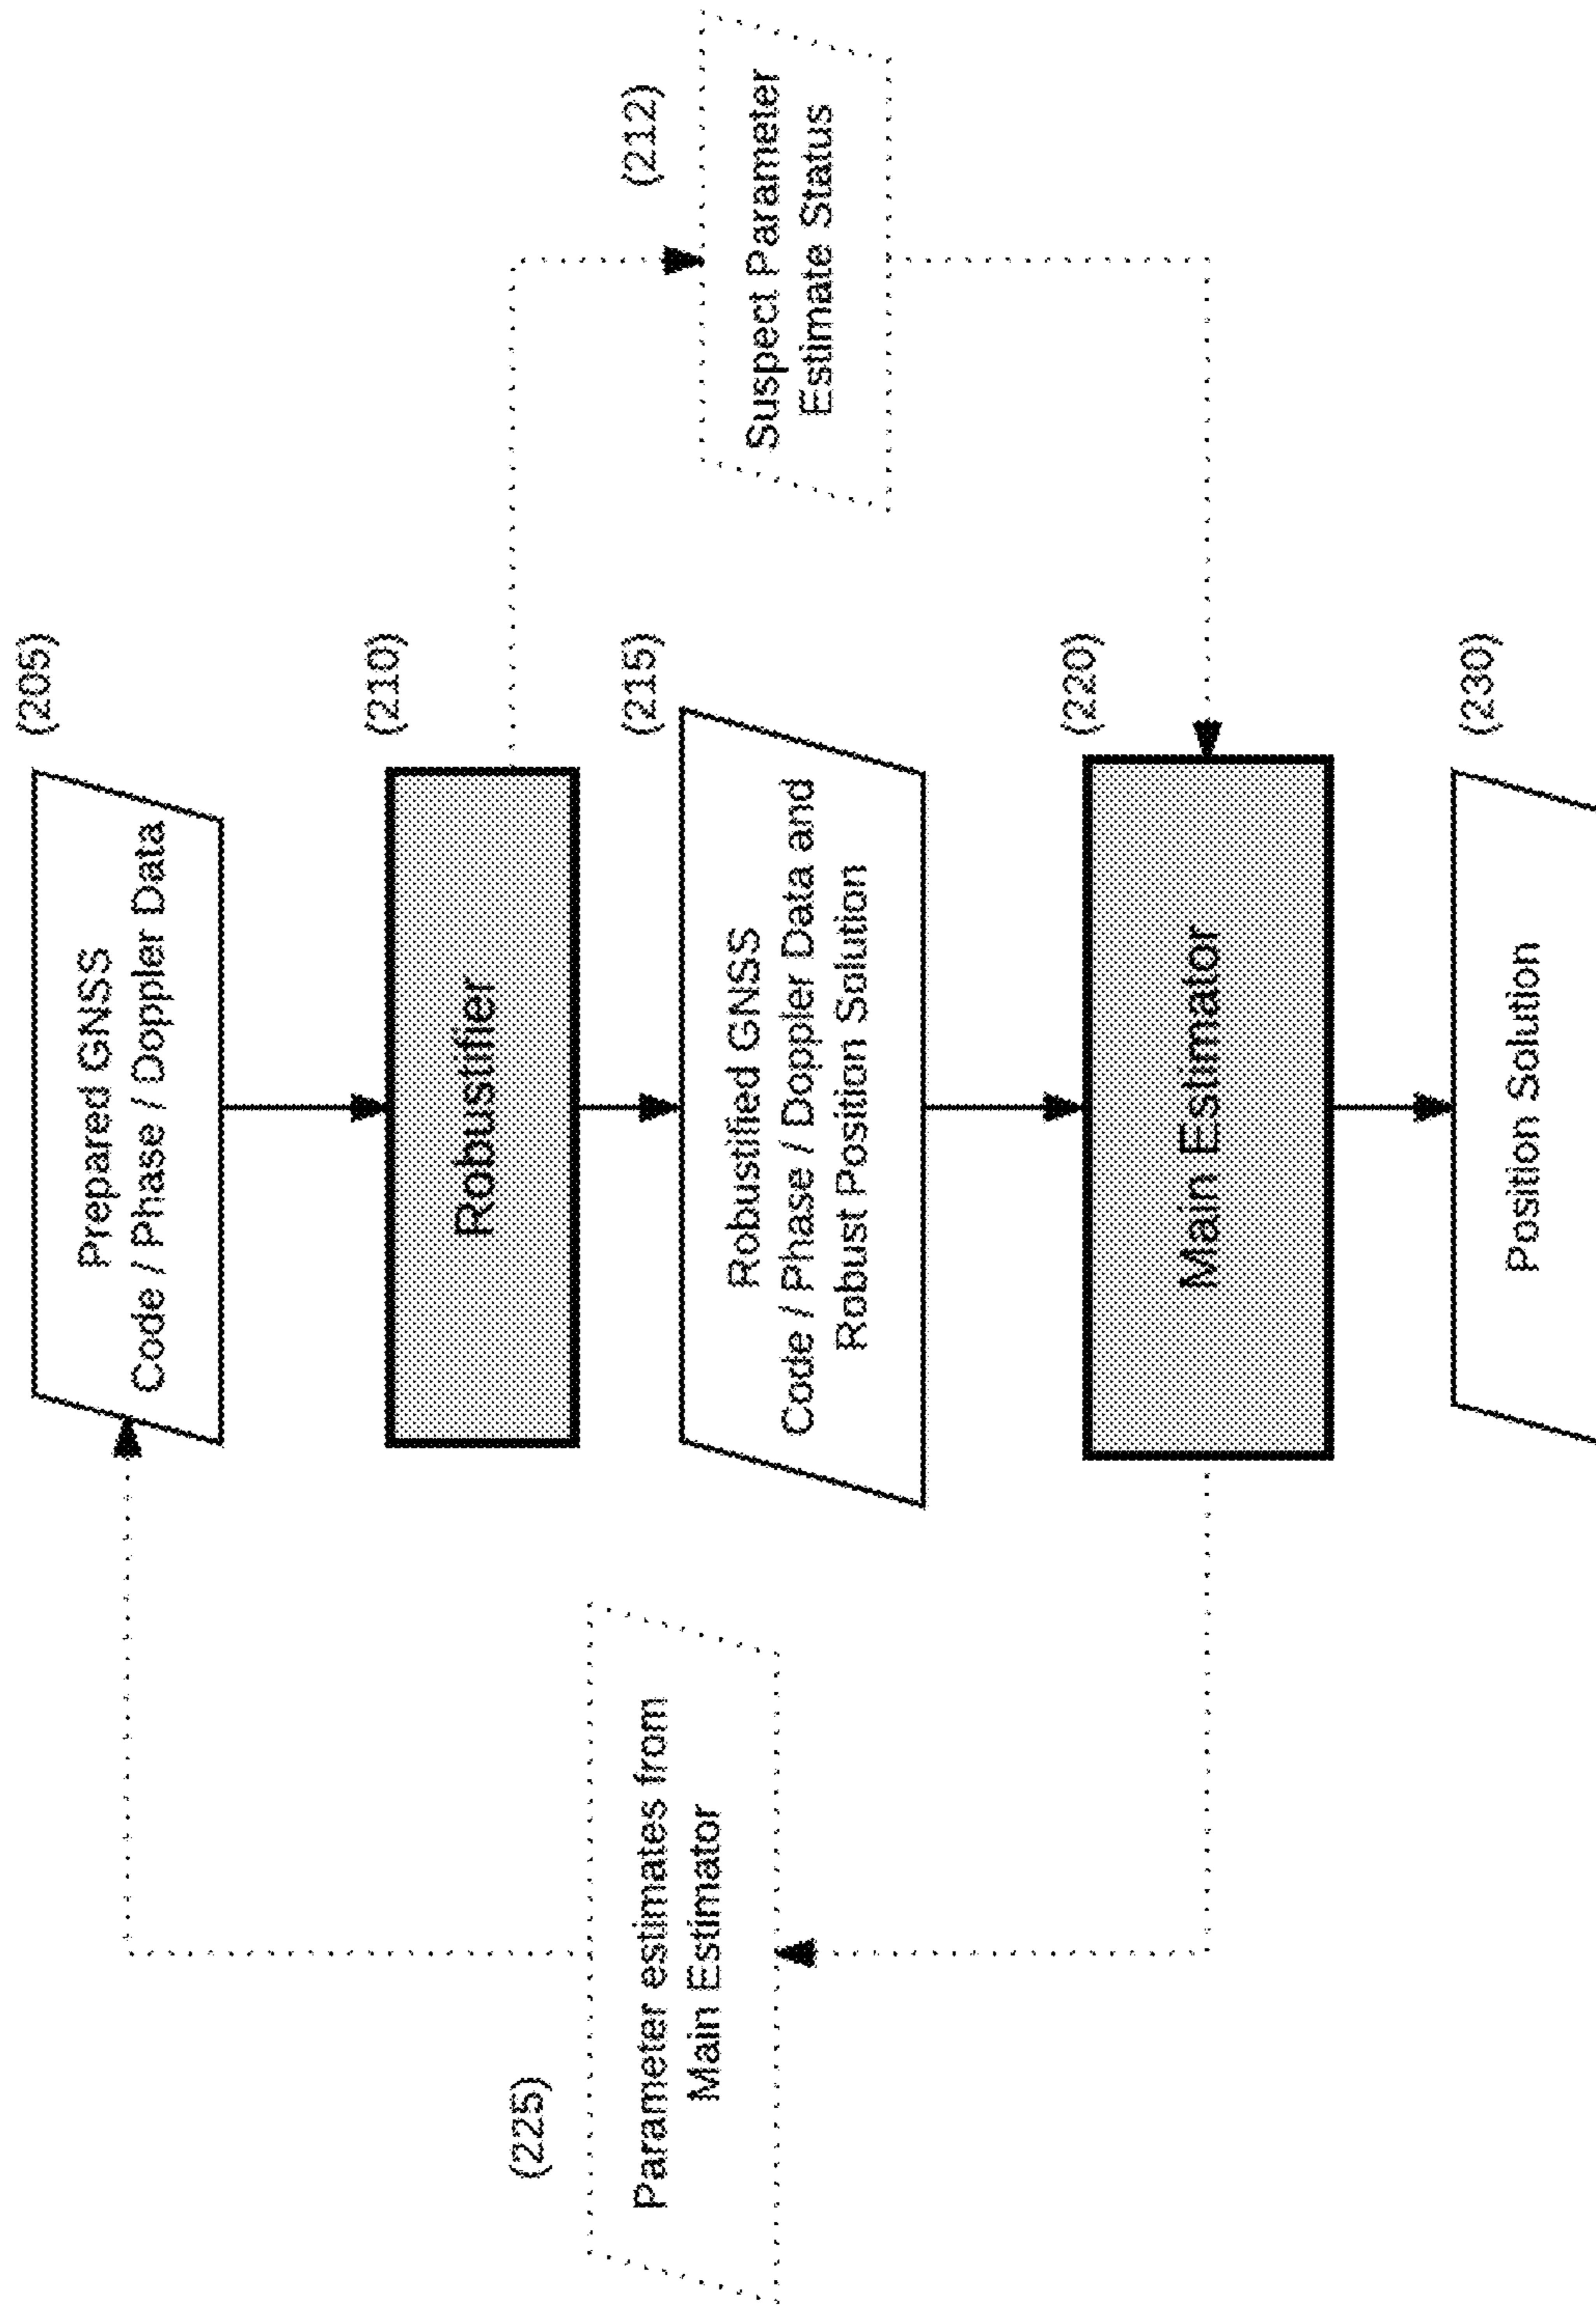 (205)
Prepared GNSS
Code / Phase / Doppler Data
(210)
Robustifier
(212)
Suspect Parameter
Estimate Status
(215)
Robustified GNSS
Code / Phase / Doppler Data and
Robust Position Solution
(225)
Parameter estimates from
Main Estimator
(220)
Main Estimator
(230)
Position Solution